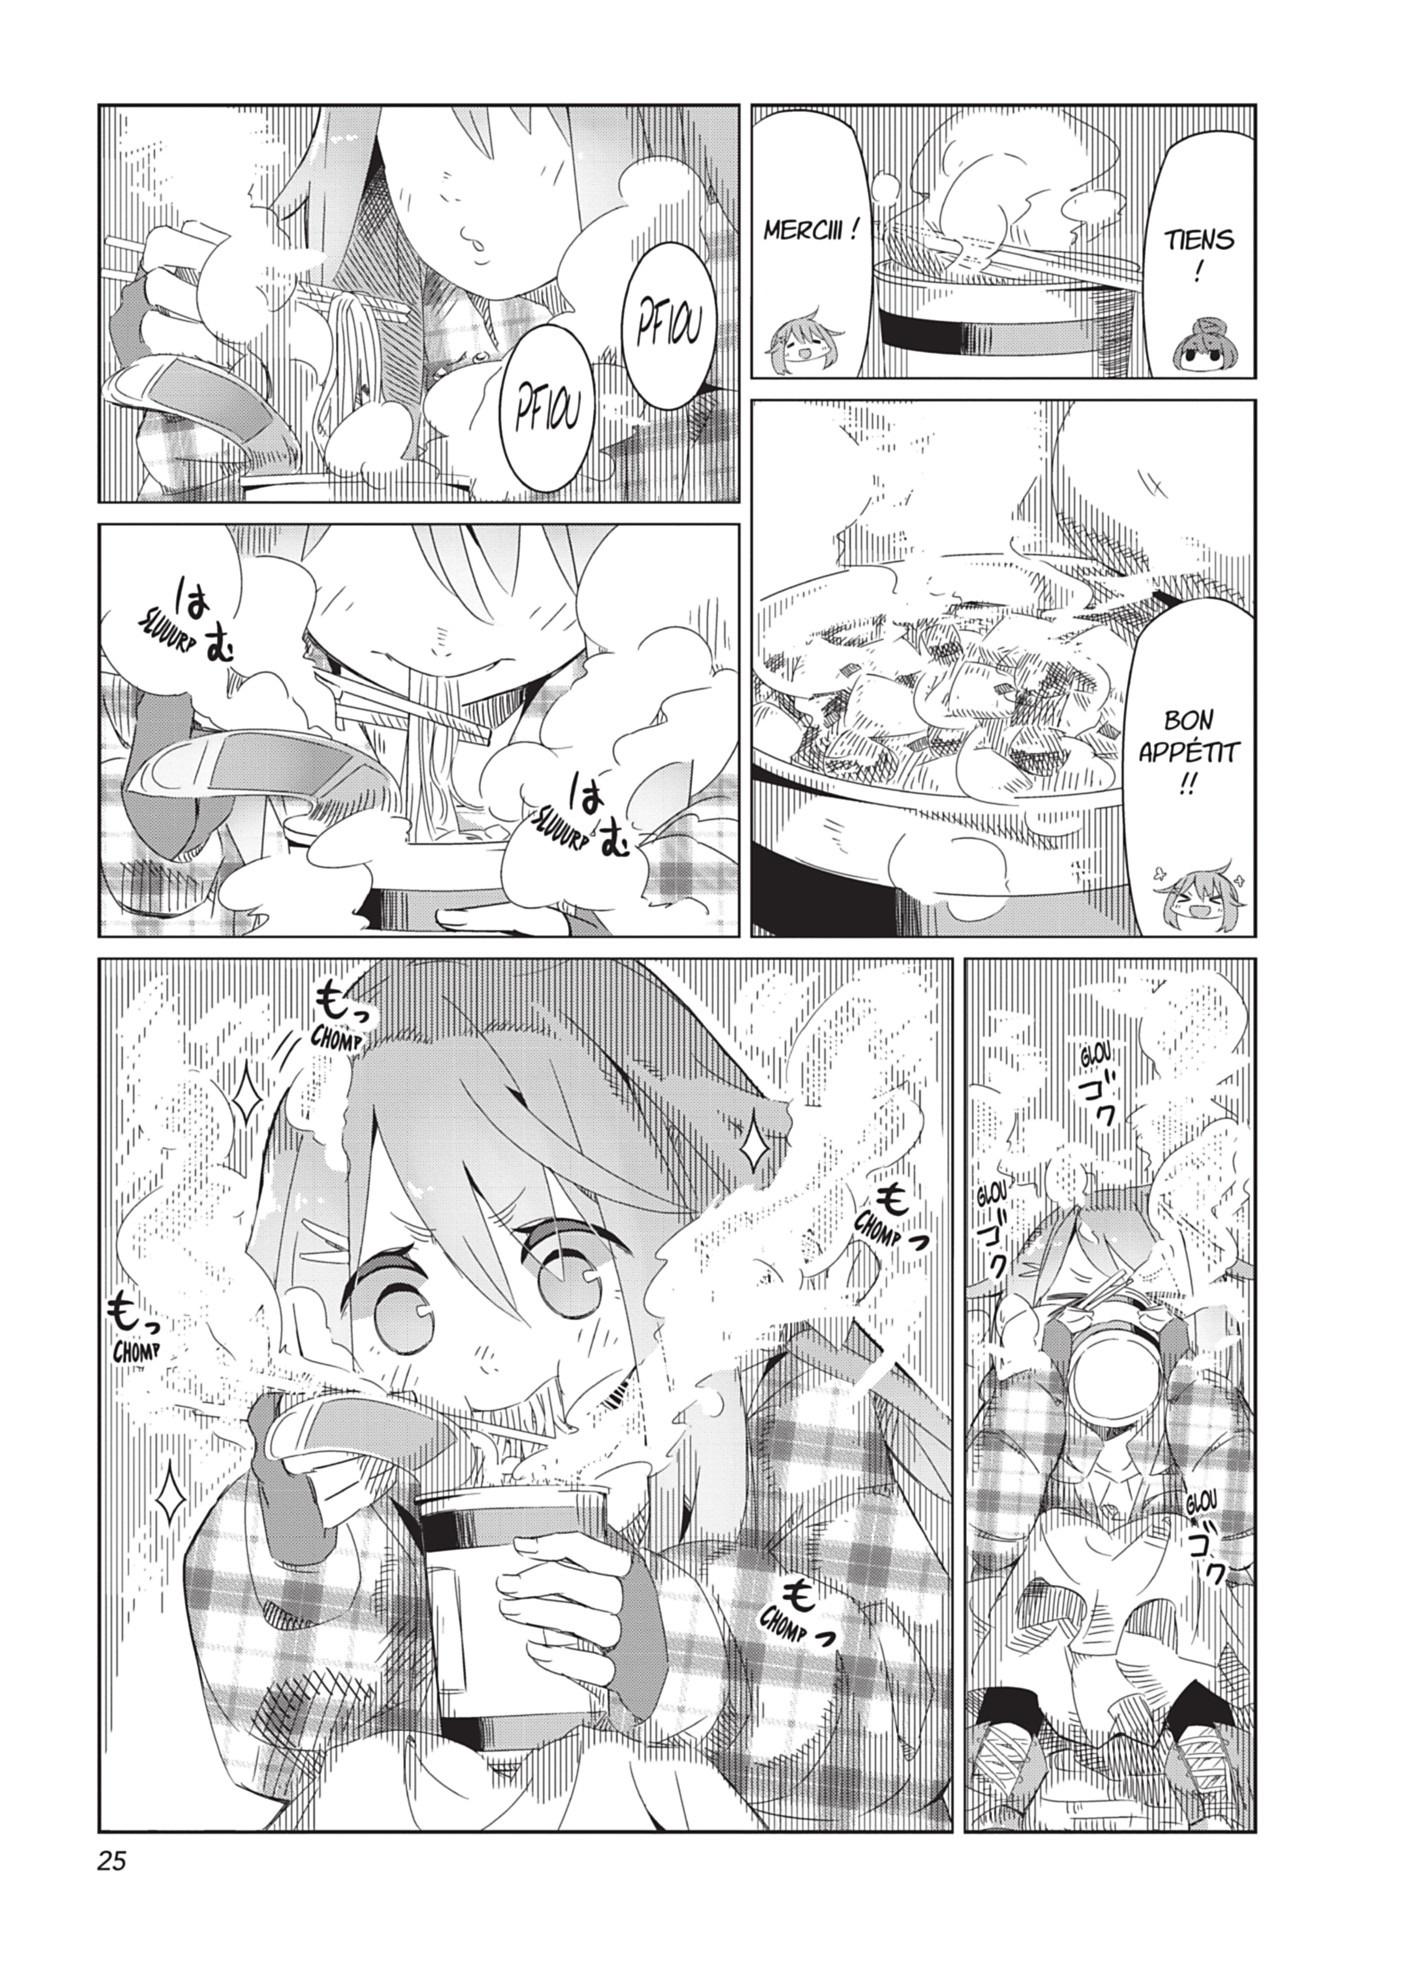 TIENS
!
MERCIII !
BON
APPÉTIT
!!
PFIOU
PFIOU
はむ
SLUUURP
はむ
SLUUURP
GLOU
ゴク
GLOU
ゴク
GLOU
ゴク
もっ
CHOMP
もっ
CHOMP
もっ
CHOMP
もっ
CHOMP
25